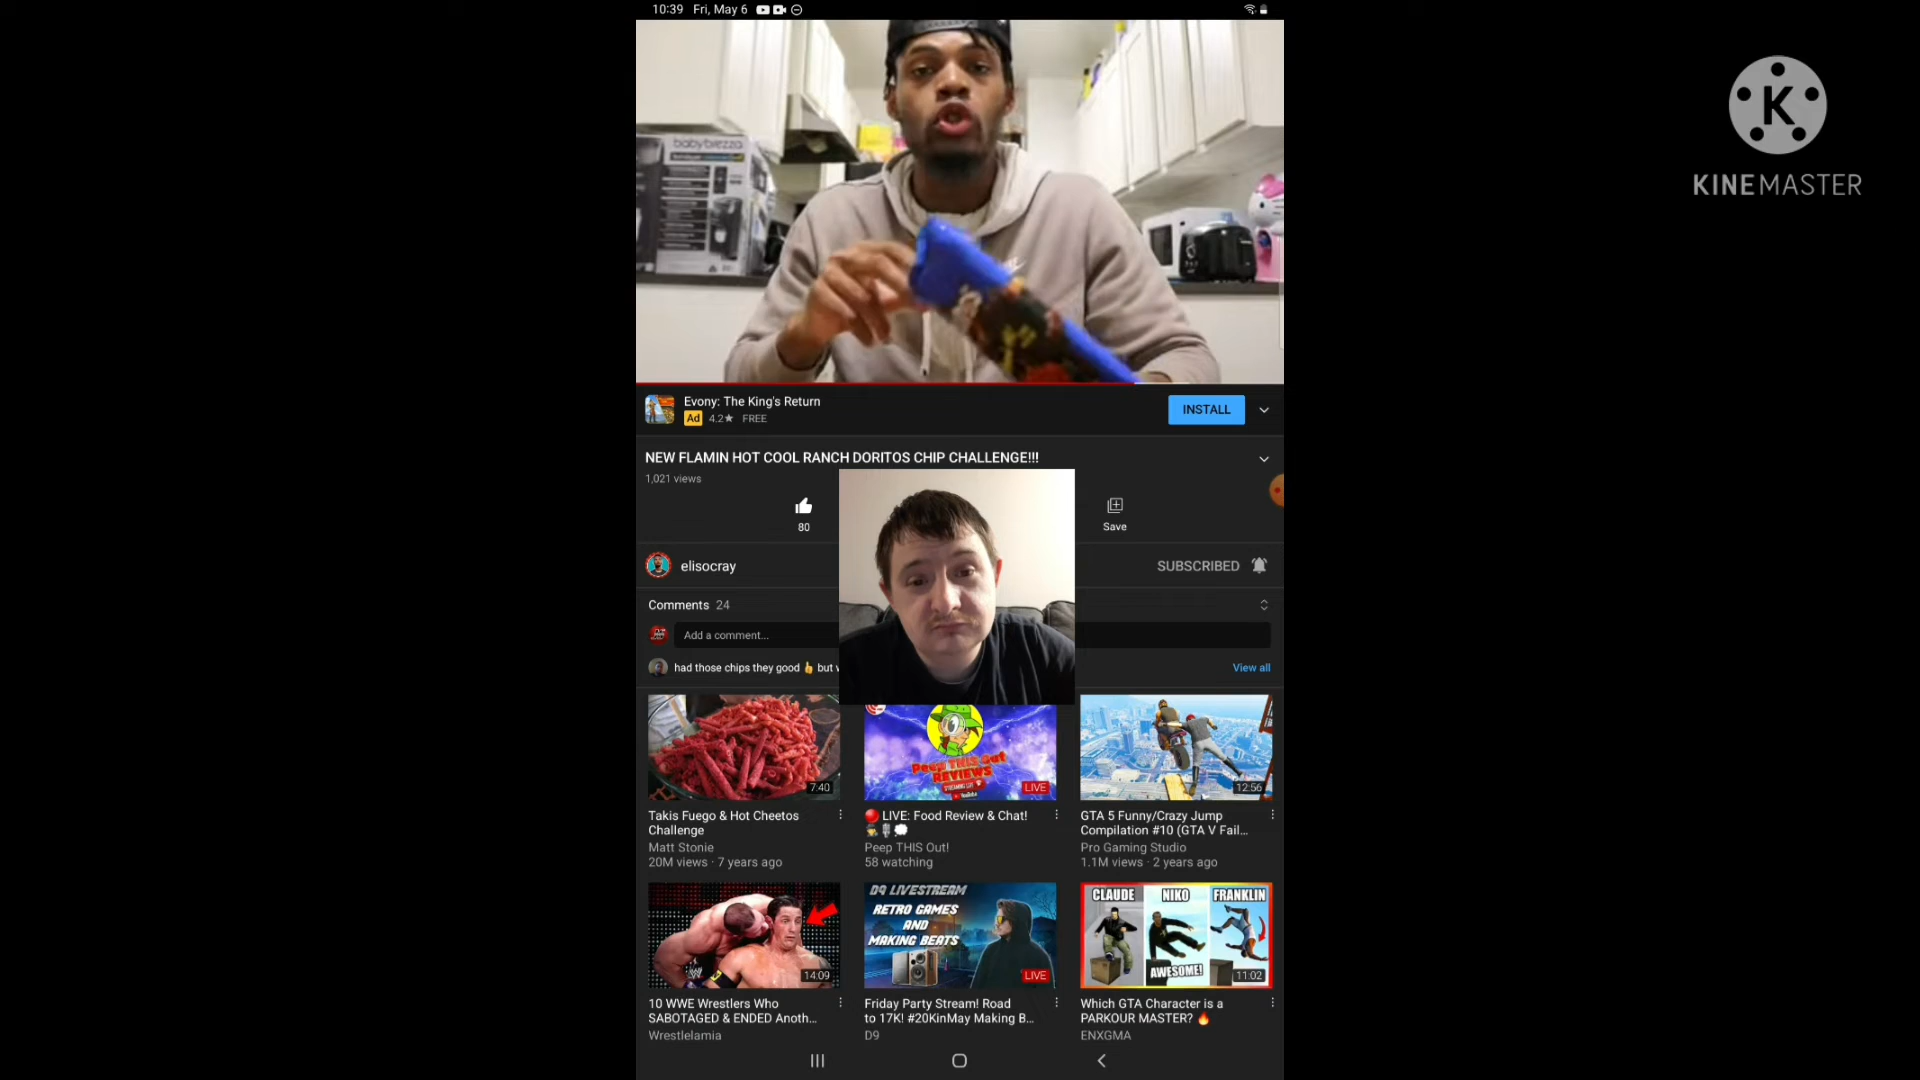 10:39 Fri, May 6
babybrezza
KINEMASTER
Evony: The King's Return
Ad 4.2★ FREE
INSTALL
NEW FLAMIN HOT COOL RANCH DORITOS CHIP CHALLENGE!!!
1,021 views
80
Save
elisocray
SUBSCRIBED
Comments 24
Add a comment...
had those chips they good 👍 but
View all
7:40
Peep THIS Out
REVIEWS
LIVE
12:56
Takis Fuego & Hot Cheetos
Challenge
Matt Stonie
20M views · 7 years ago
🔴LIVE: Food Review & Chat!
Peep THIS Out!
58 watching
GTA 5 Funny/Crazy Jump
Compilation #10 (GTA V Fail...
Pro Gaming Studio
1.1M views · 2 years ago
14:09
D9 LIVESTREAM
RETRO GAMES
AND
MAKING BEATS
LIVE
CLAUDE NIKO FRANKLIN
AWESOME!
11:02
10 WWE Wrestlers Who
SABOTAGED & ENDED Anoth...
Wrestlelamia
Friday Party Stream! Road
to 17K! #20KinMay Making B...
D9
Which GTA Character is a
PARKOUR MASTER? 🔥
ENXGMA